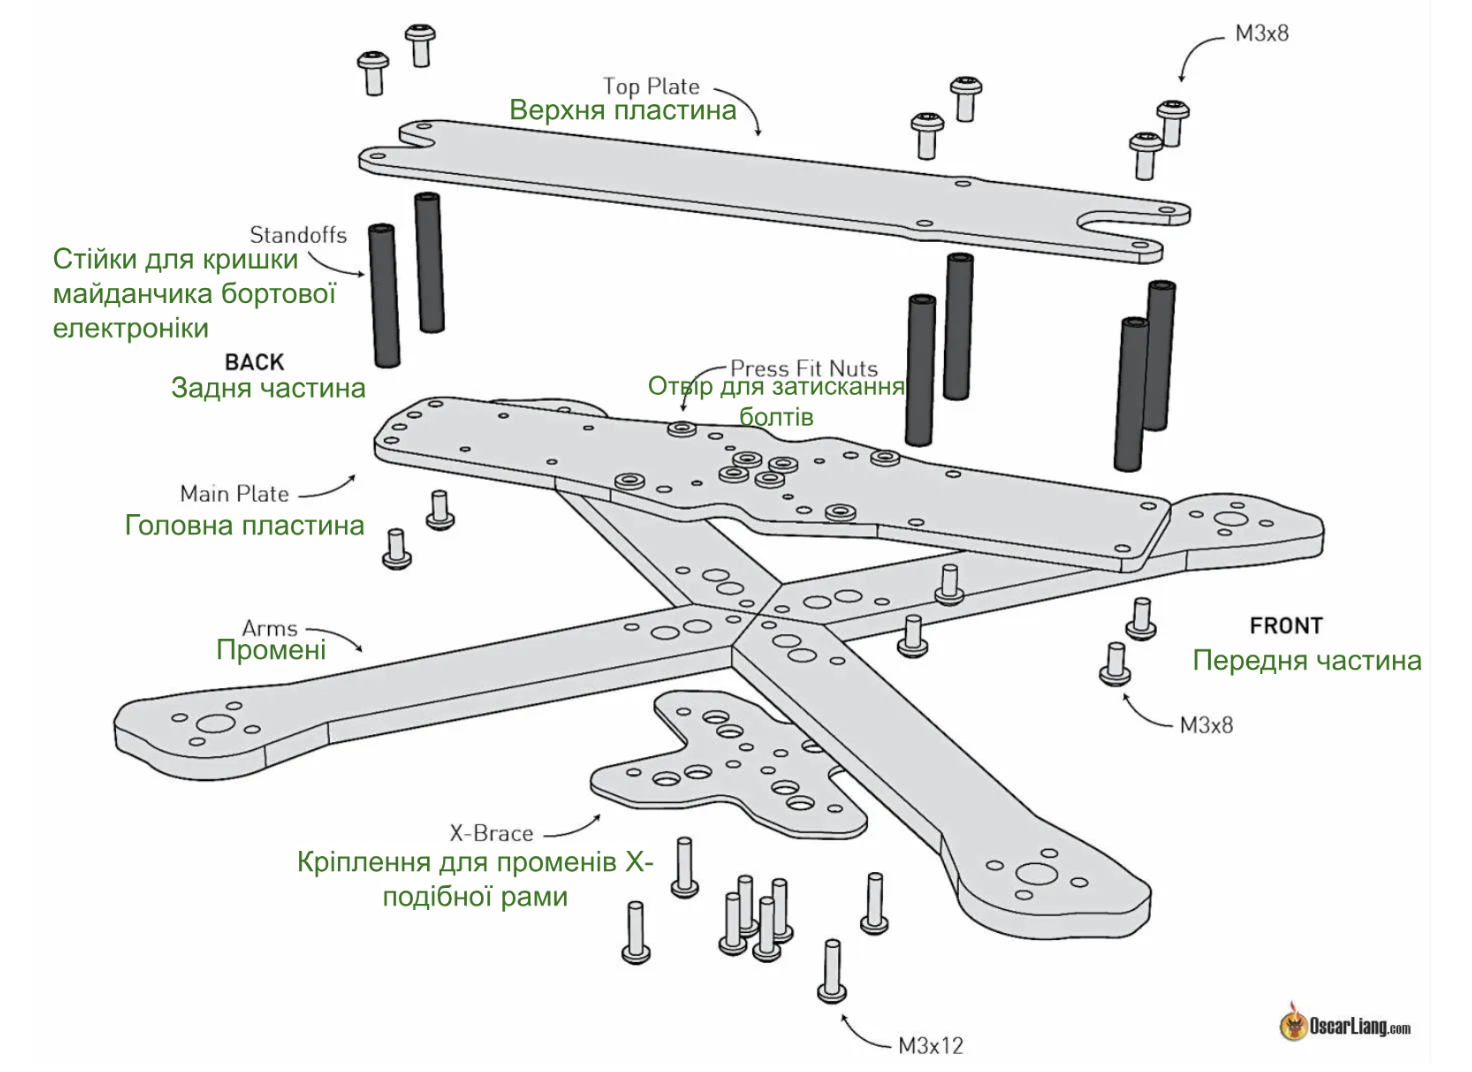 M3x8
Top Plate
Верхня пластина
Standoffs
Стійки для кришки
майданчика бортової
електроніки
BACK
Задня частина
Press Fit Nuts
Отвір для затискання
болтів
Main Plate
Головна пластина
Arms
Промені
FRONT
Передня частина
M3x8
X-Brace
Кріплення для променів X-
подібної рами
M3x12
OscarLiang.com